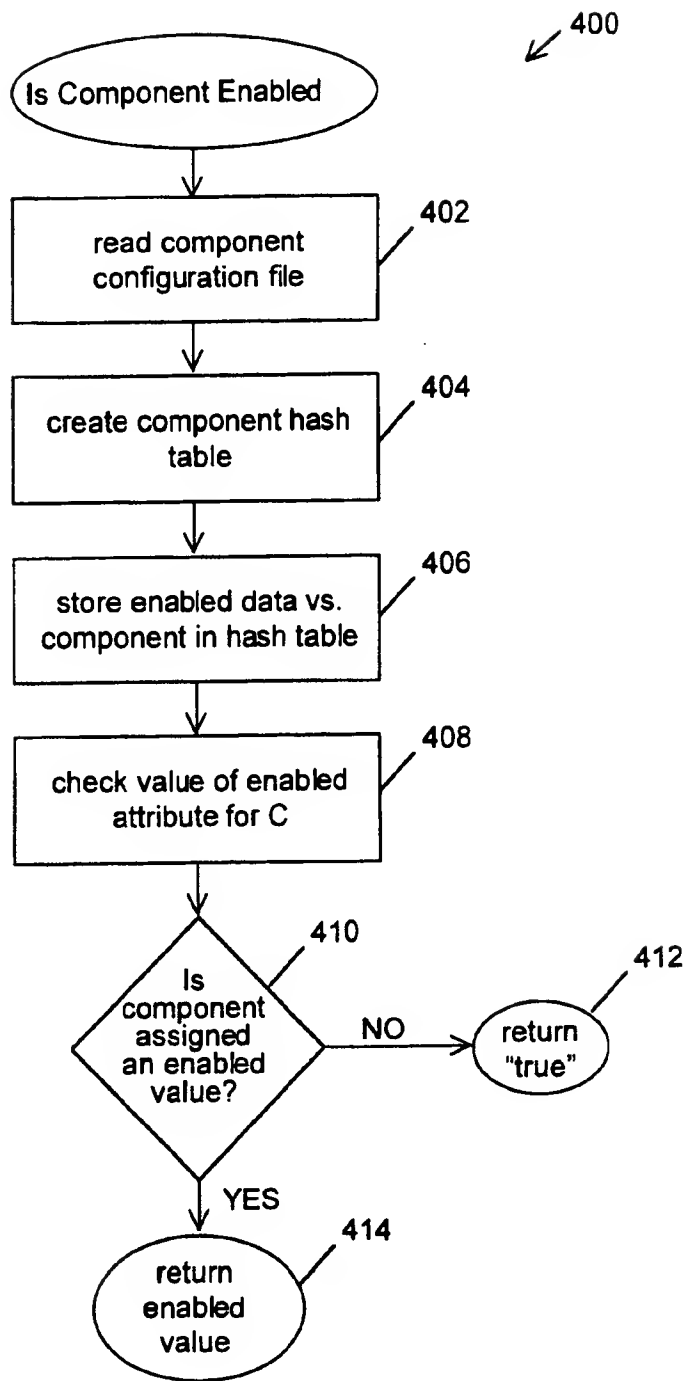 400
Is Component Enabled
402
read component
configuration file
404
create component hash
table
406
store enabled data vs.
component in hash table
408
check value of enabled
attribute for C
410
Is
component
assigned
an enabled
value?
NO
412
return
"true"
YES
414
return
enabled
value